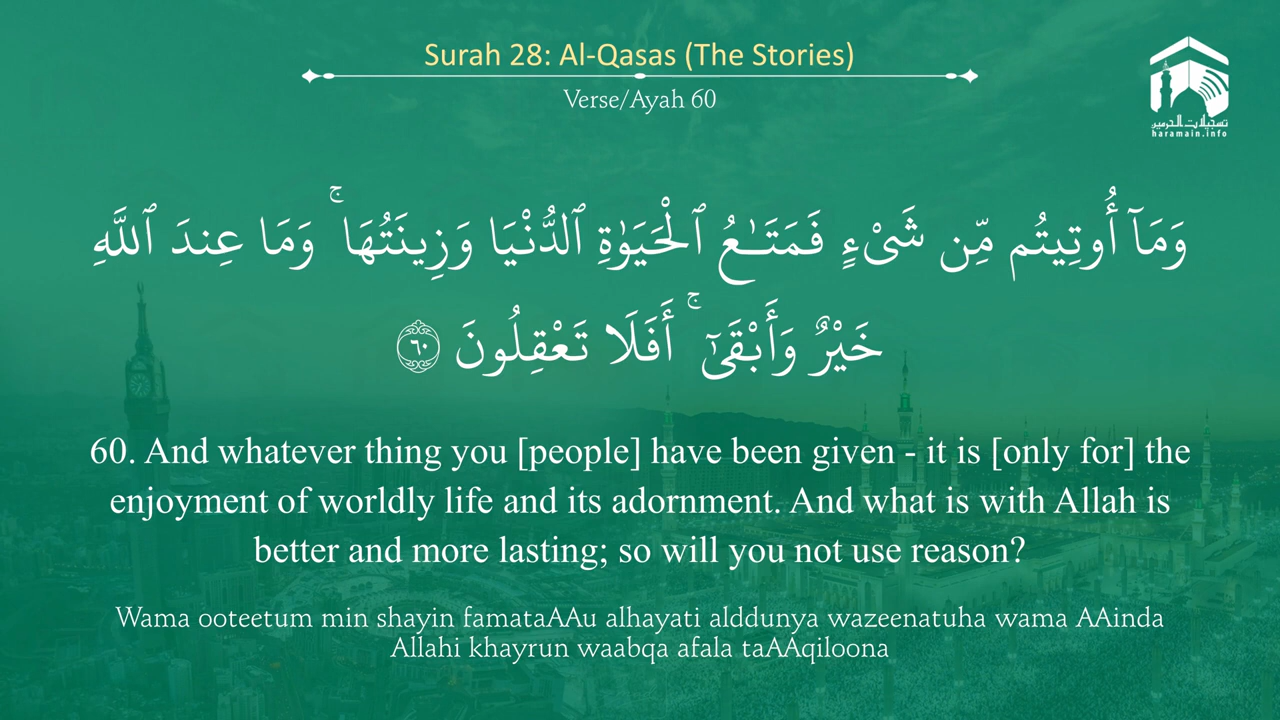 Surah 28: Al-Qasas (The Stories)
Verse/Ayah 60
تسجيلات الحرمين
haramain.info
وَمَآ أُوتِيتُم مِّن شَىْءٍ فَمَتَـٰعُ ٱلْحَيَوٰةِ ٱلدُّنْيَا وَزِينَتُهَا ۚ وَمَا عِندَ ٱللَّهِ
خَيْرٌ وَأَبْقَىٰٓ ۚ أَفَلَا تَعْقِلُونَ ٦٠
60. And whatever thing you [people] have been given - it is [only for] the
enjoyment of worldly life and its adornment. And what is with Allah is
better and more lasting; so will you not use reason?
Wama ooteetum min shayin famataAAu alhayati alddunya wazeenatuha wama AAinda
Allahi khayrun waabqa afala taAAqiloona